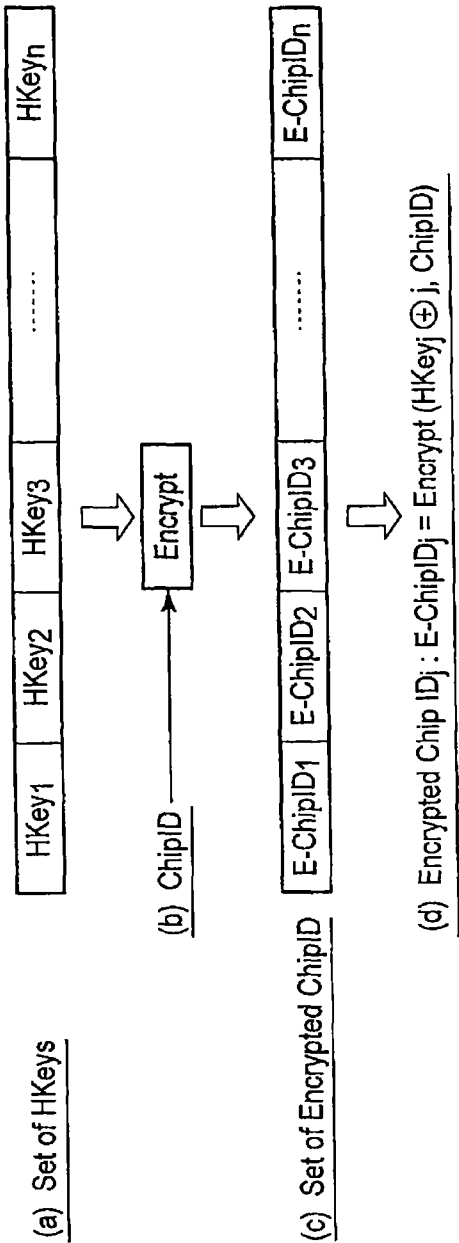 (a) Set of HKeys
HKey1 HKey2 HKey3 ........ HKeyn
(b) ChipID
Encrypt
(c) Set of Encrypted ChipID
E-ChipID1 E-ChipID2 E-ChipID3 ........ E-ChipIDn
(d) Encrypted Chip IDj : E-ChipIDj = Encrypt (HKeyj ⊕ j, ChipID)